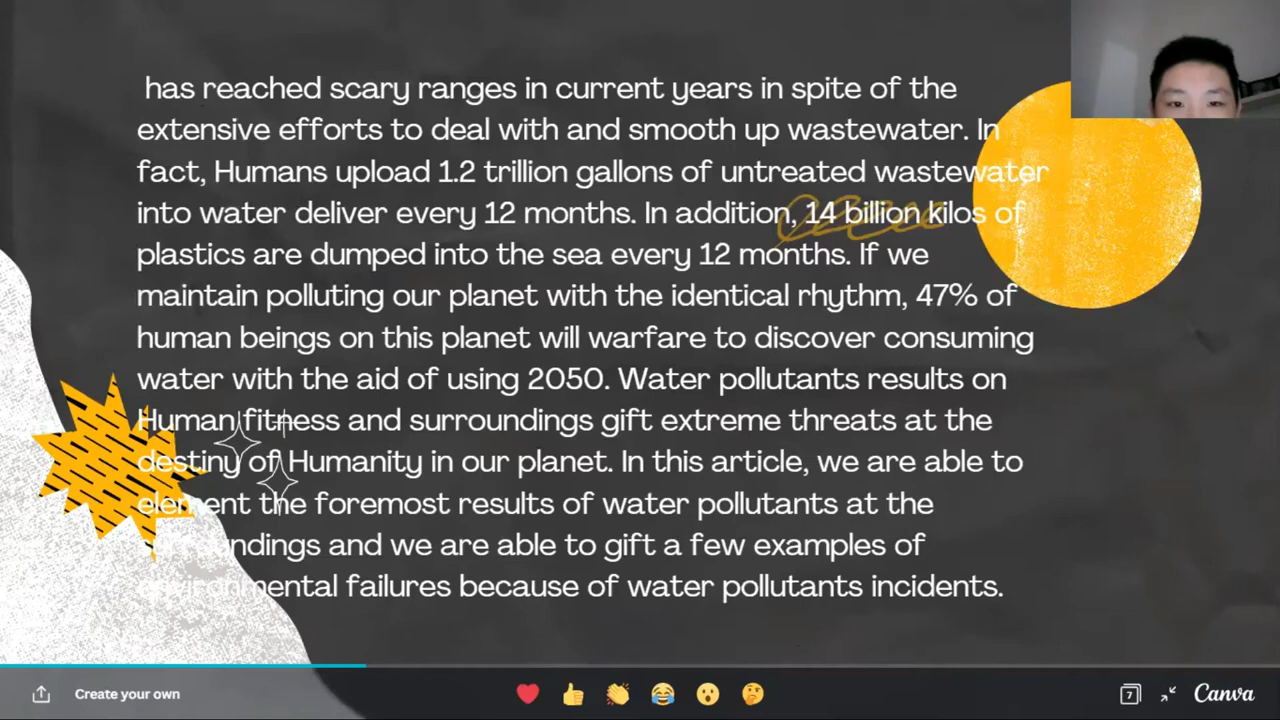 has reached scary ranges in current years in spite of the
extensive efforts to deal with and smooth up wastewater. In
fact, Humans upload 1.2 trillion gallons of untreated wastewater
into water deliver every 12 months. In addition, 14 billion kilos of
plastics are dumped into the sea every 12 months. If we
maintain polluting our planet with the identical rhythm, 47% of
human beings on this planet will warfare to discover consuming
water with the aid of using 2050. Water pollutants results on
Human fitness and surroundings gift extreme threats at the
destiny of Humanity in our planet. In this article, we are able to
element the foremost results of water pollutants at the
surroundings and we are able to gift a few examples of
environmental failures because of water pollutants incidents.
Create your own
7
Canva